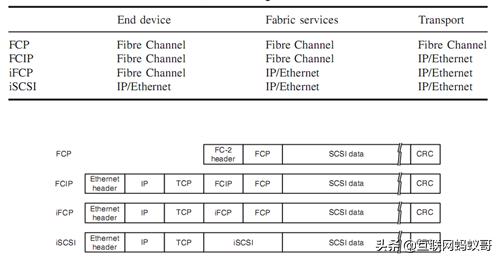 End device Fabric services Transport
FCP Fibre Channel Fibre Channel Fibre Channel
FCIP Fibre Channel Fibre Channel IP/Ethernet
iFCP Fibre Channel IP/Ethernet IP/Ethernet
iSCSI IP/Ethernet IP/Ethernet IP/Ethernet
FCP FC-2 header FCP SCSI data CRC
FCIP Ethernet header IP TCP FCIP FCP SCSI data CRC
iFCP Ethernet header IP TCP iFCP FCP SCSI data CRC
iSCSI Ethernet header IP TCP iSCSI SCSI data CRC
头条 @互联网蚂蚁哥